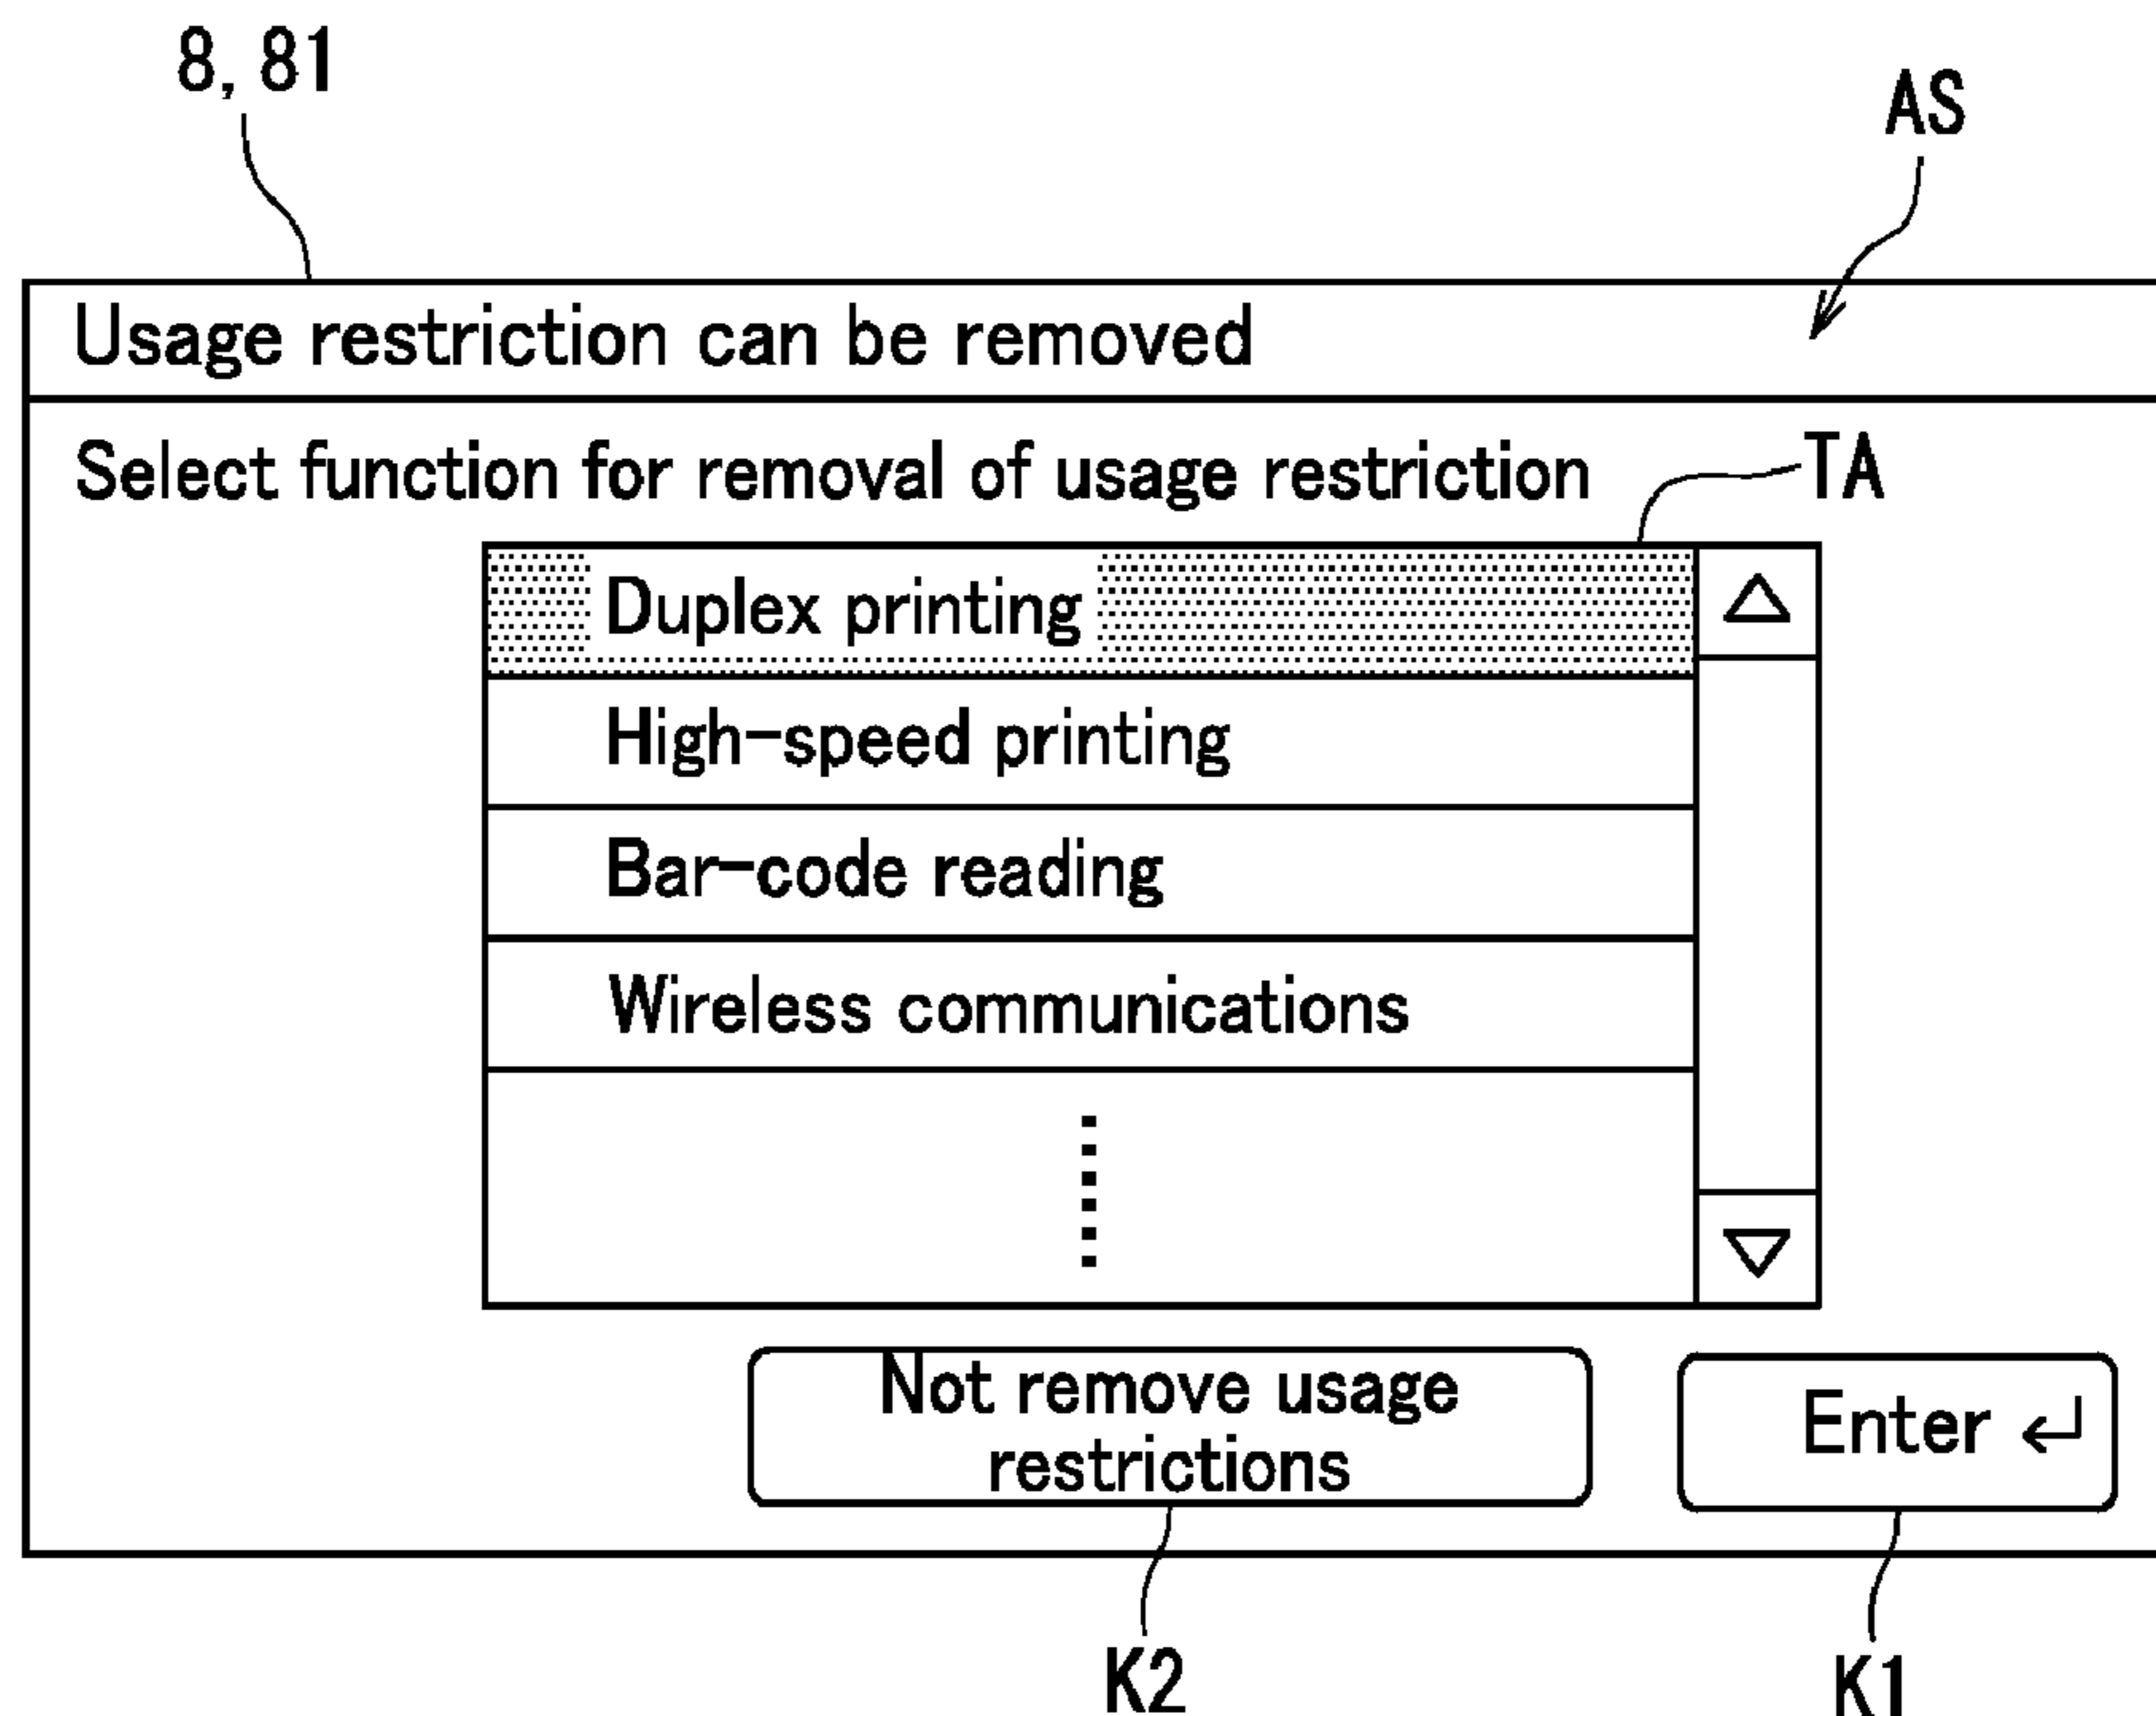 8, 81
AS
Usage restriction can be removed
Select function for removal of usage restriction
TA
Duplex printing
High-speed printing
Bar-code reading
Wireless communications
Not remove usage
restrictions
Enter ↵
K2
K1